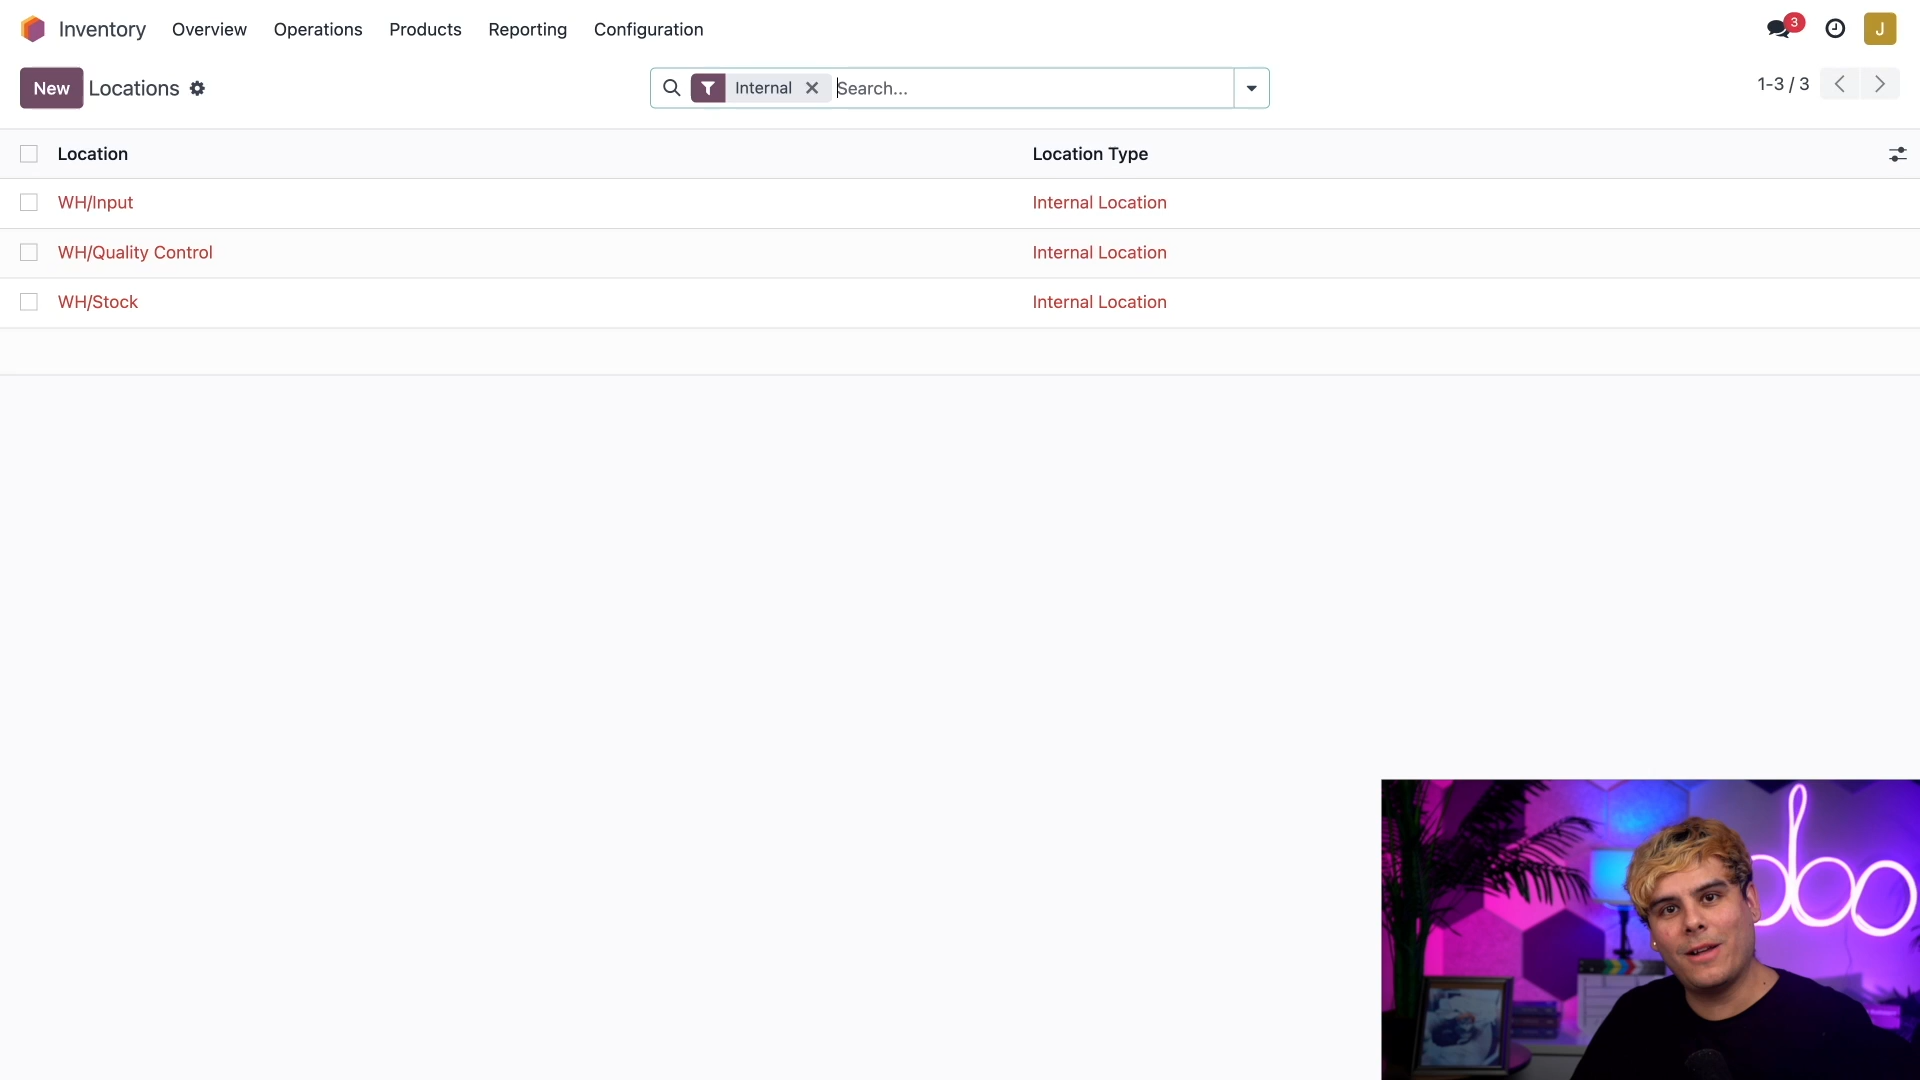 Inventory Overview Operations Products Reporting Configuration 3 J
New Locations Internal Search... 1-3 / 3
Location Location Type
WH/Input Internal Location
WH/Quality Control Internal Location
WH/Stock Internal Location